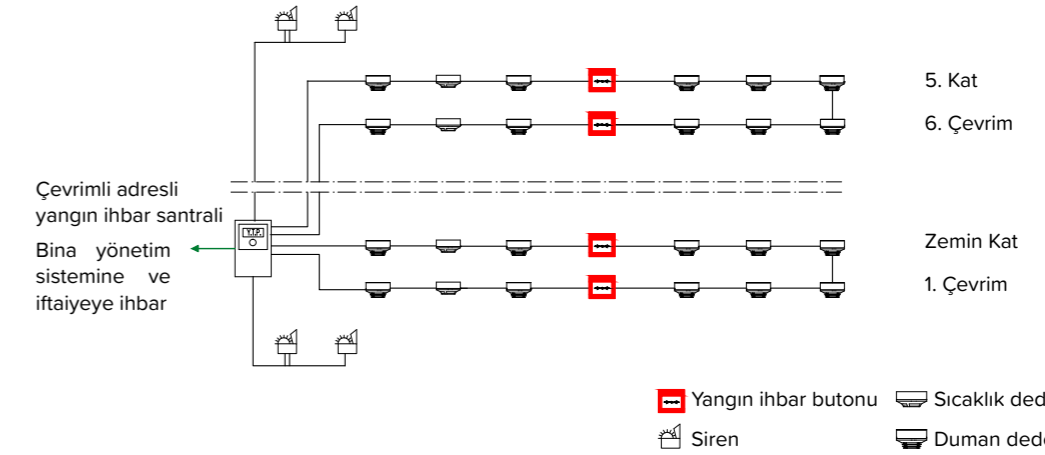 5. Kat
6. Çevrim
Çevrimli adresli
yangın ihbar santrali
Y.I.P.
Bina yönetim
sistemine ve
iftaiyeye ihbar
Zemin Kat
1. Çevrim
Yangın ihbar butonu
Sıcaklık ded
Siren
Duman ded